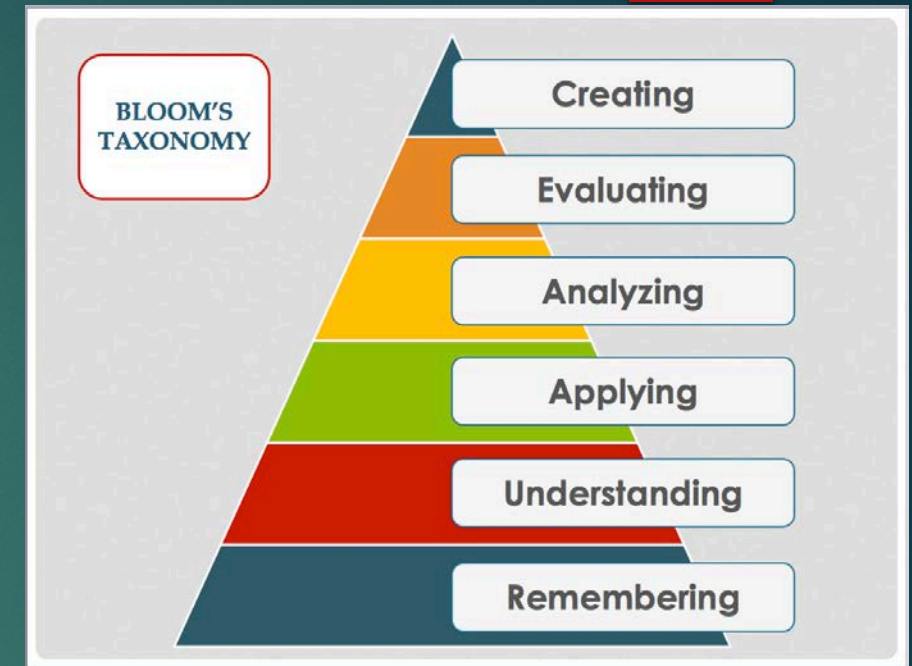 BLOOM'S
TAXONOMY
Creating
Evaluating
Analyzing
Applying
Understanding
Remembering